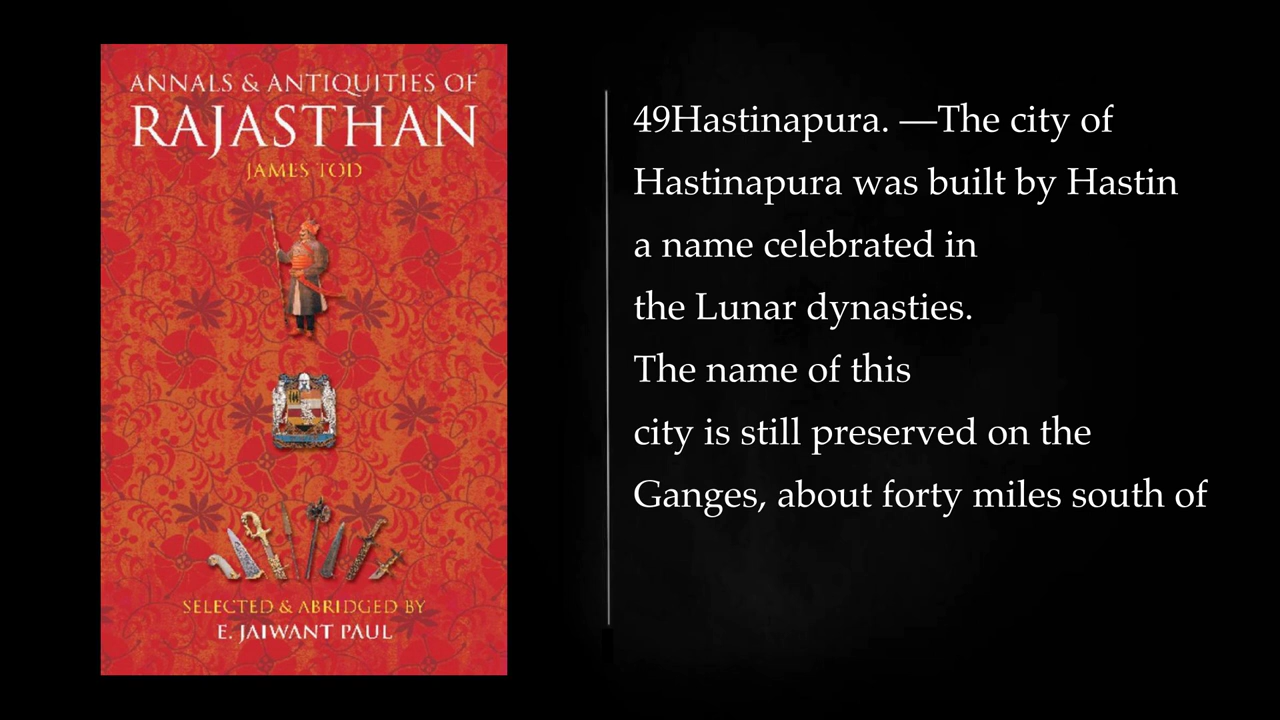 ANNALS & ANTIQUITIES OF
RAJASTHAN
JAMES TOD
SELECTED & ABRIDGED BY
E. JAIWANT PAUL
49Hastinapura. —The city of
Hastinapura was built by Hastin
a name celebrated in
the Lunar dynasties.
The name of this
city is still preserved on the
Ganges, about forty miles south of